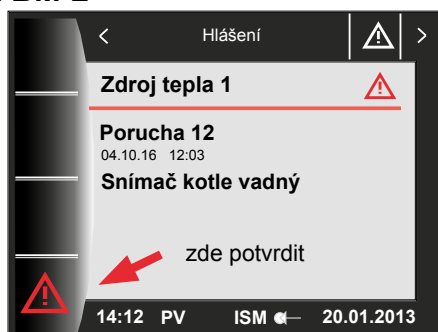 Hlášení
Zdroj tepla 1
Porucha 12
04.10.16 12:03
Snímač kotle vadný
zde potvrdit
14:12 PV ISM 20.01.2013